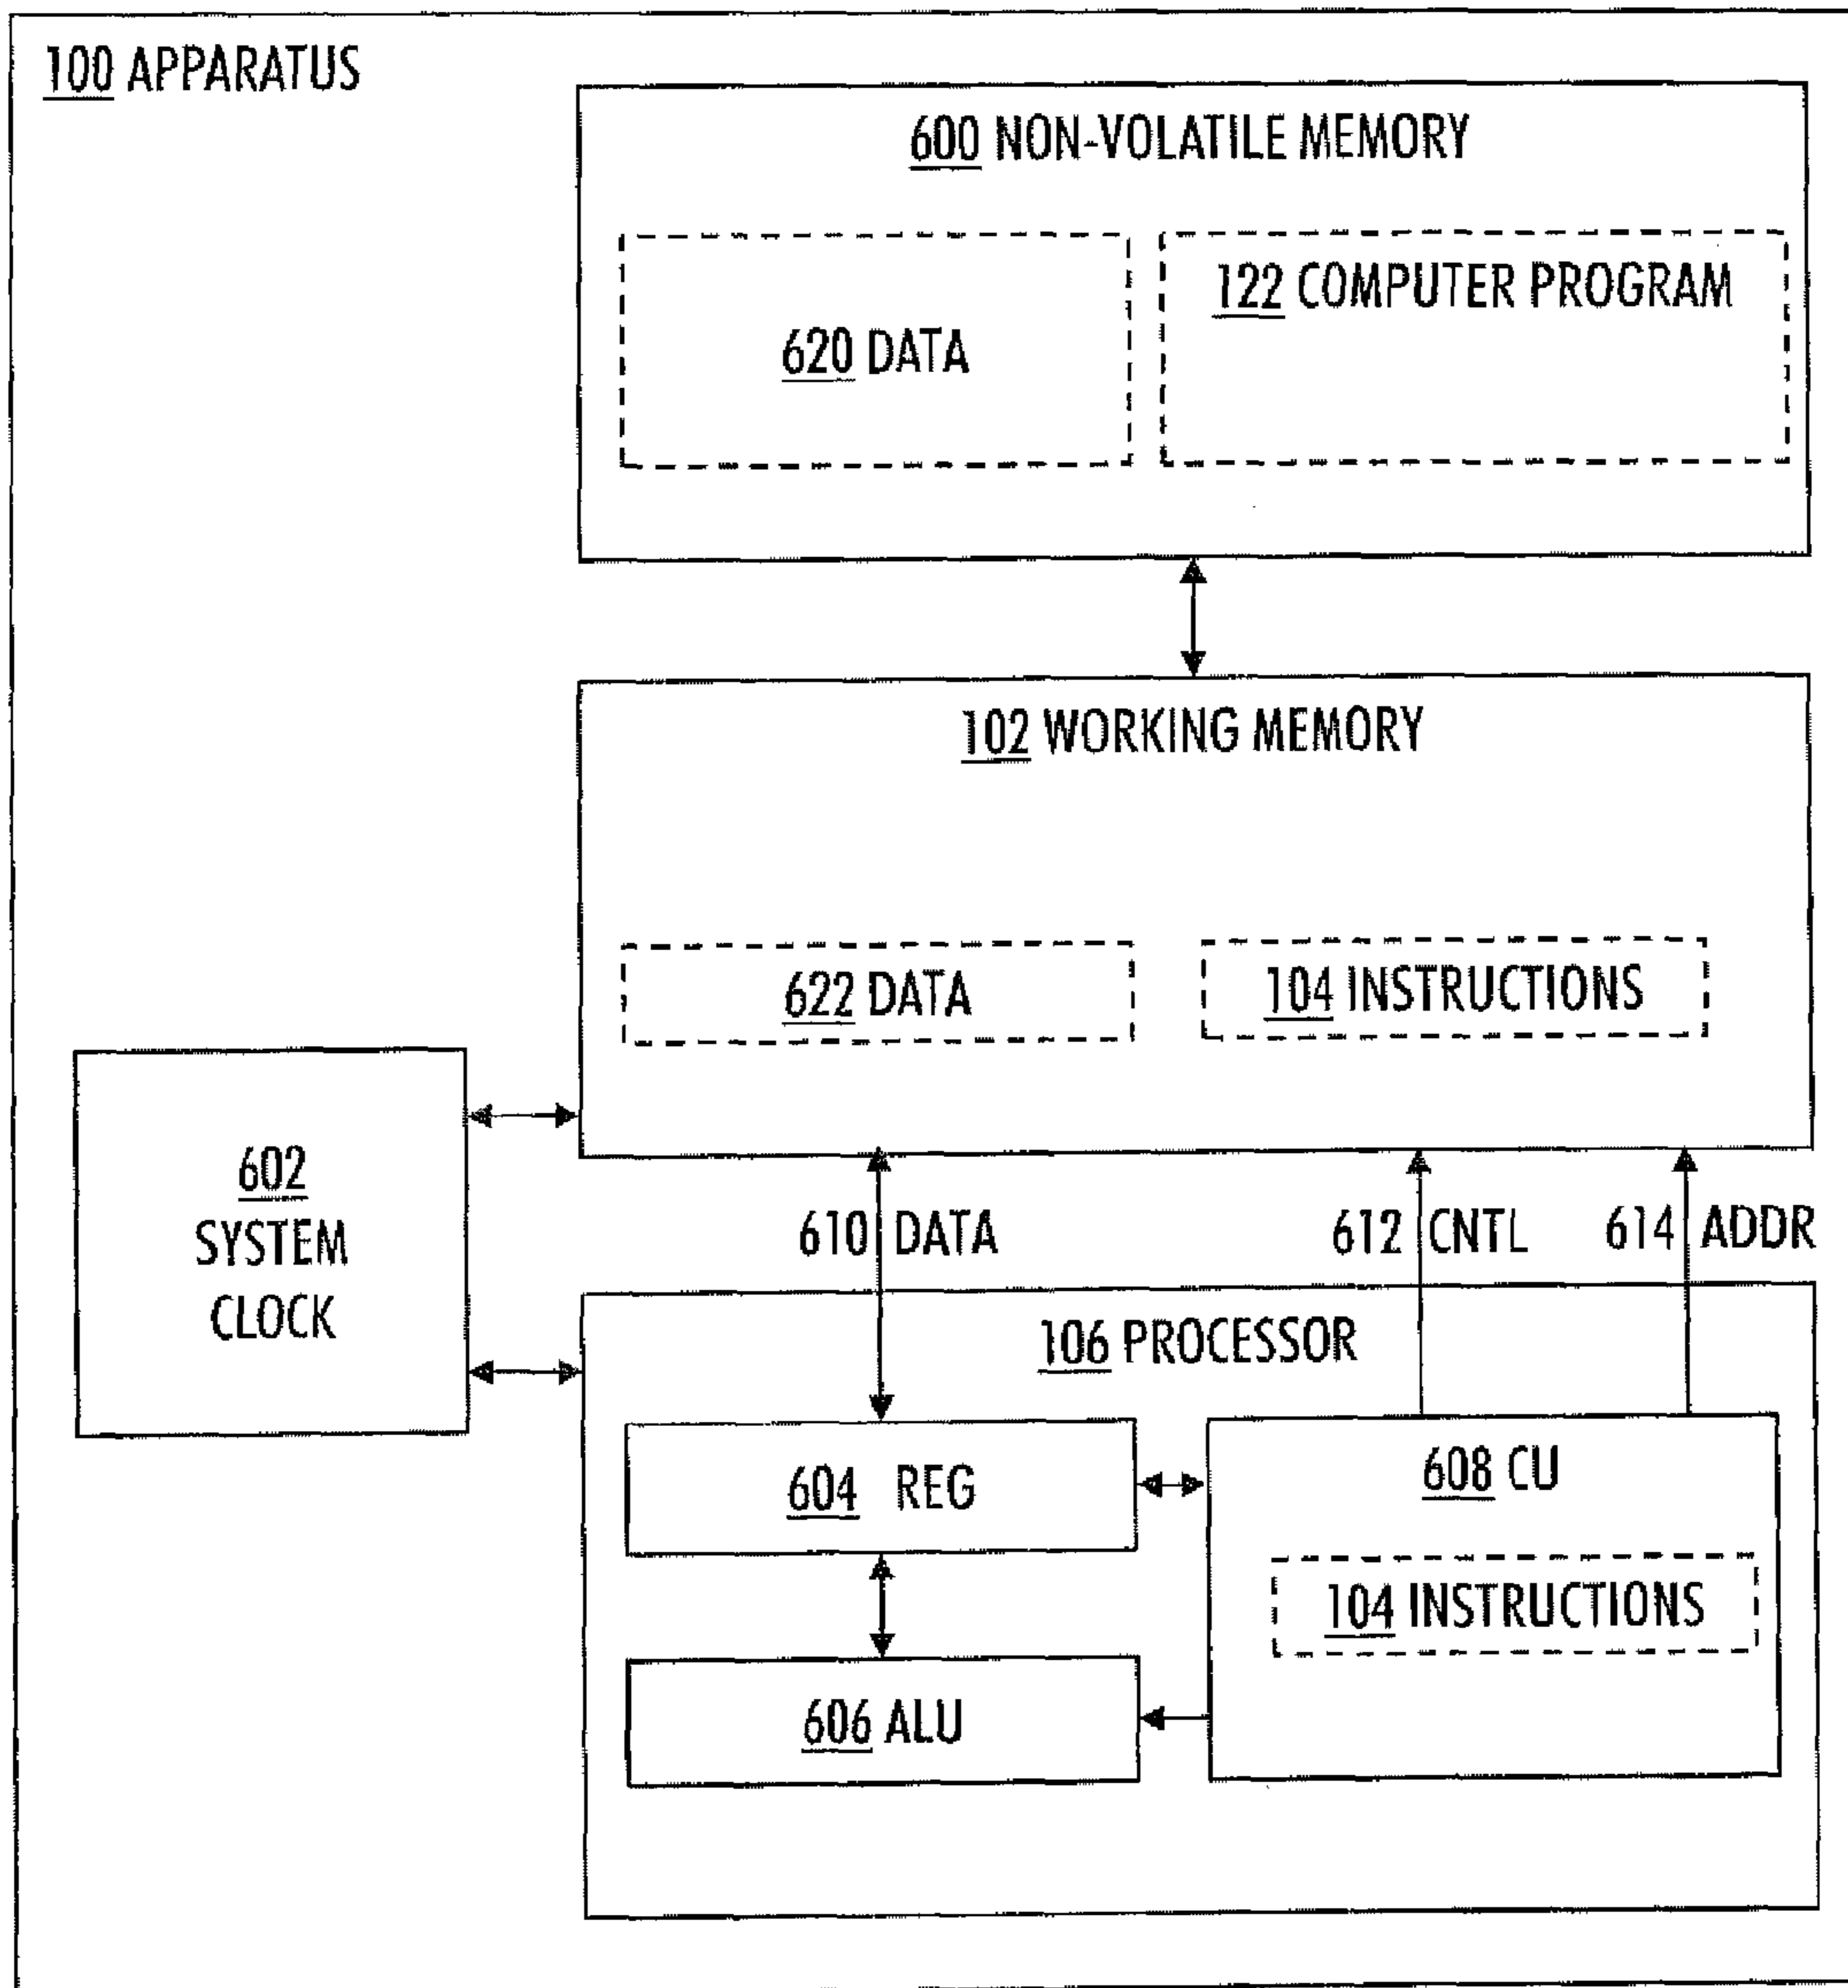 100 APPARATUS
600 NON-VOLATILE MEMORY
620 DATA
122 COMPUTER PROGRAM
102 WORKING MEMORY
622 DATA
104 INSTRUCTIONS
602
SYSTEM
CLOCK
610 DATA
612 CNTL
614 ADDR
106 PROCESSOR
604 REG
608 CU
104 INSTRUCTIONS
606 ALU